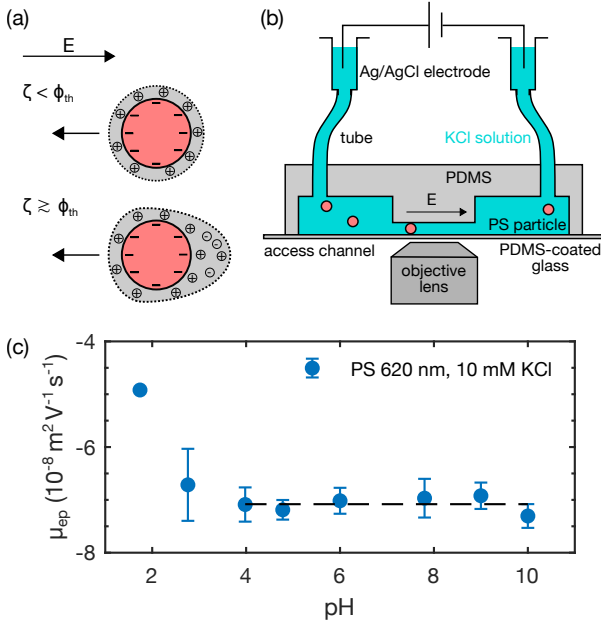 (a)
E
ζ < ϕth
ζ ≳ ϕth
(b)
Ag/AgCl electrode
tube
KCl solution
PDMS
E
PS particle
access channel
PDMS-coated
glass
objective
lens
(c)
-4
-6
-8
μep (10⁻⁸ m² V⁻¹ s⁻¹)
PS 620 nm, 10 mM KCl
2
4
6
8
10
pH